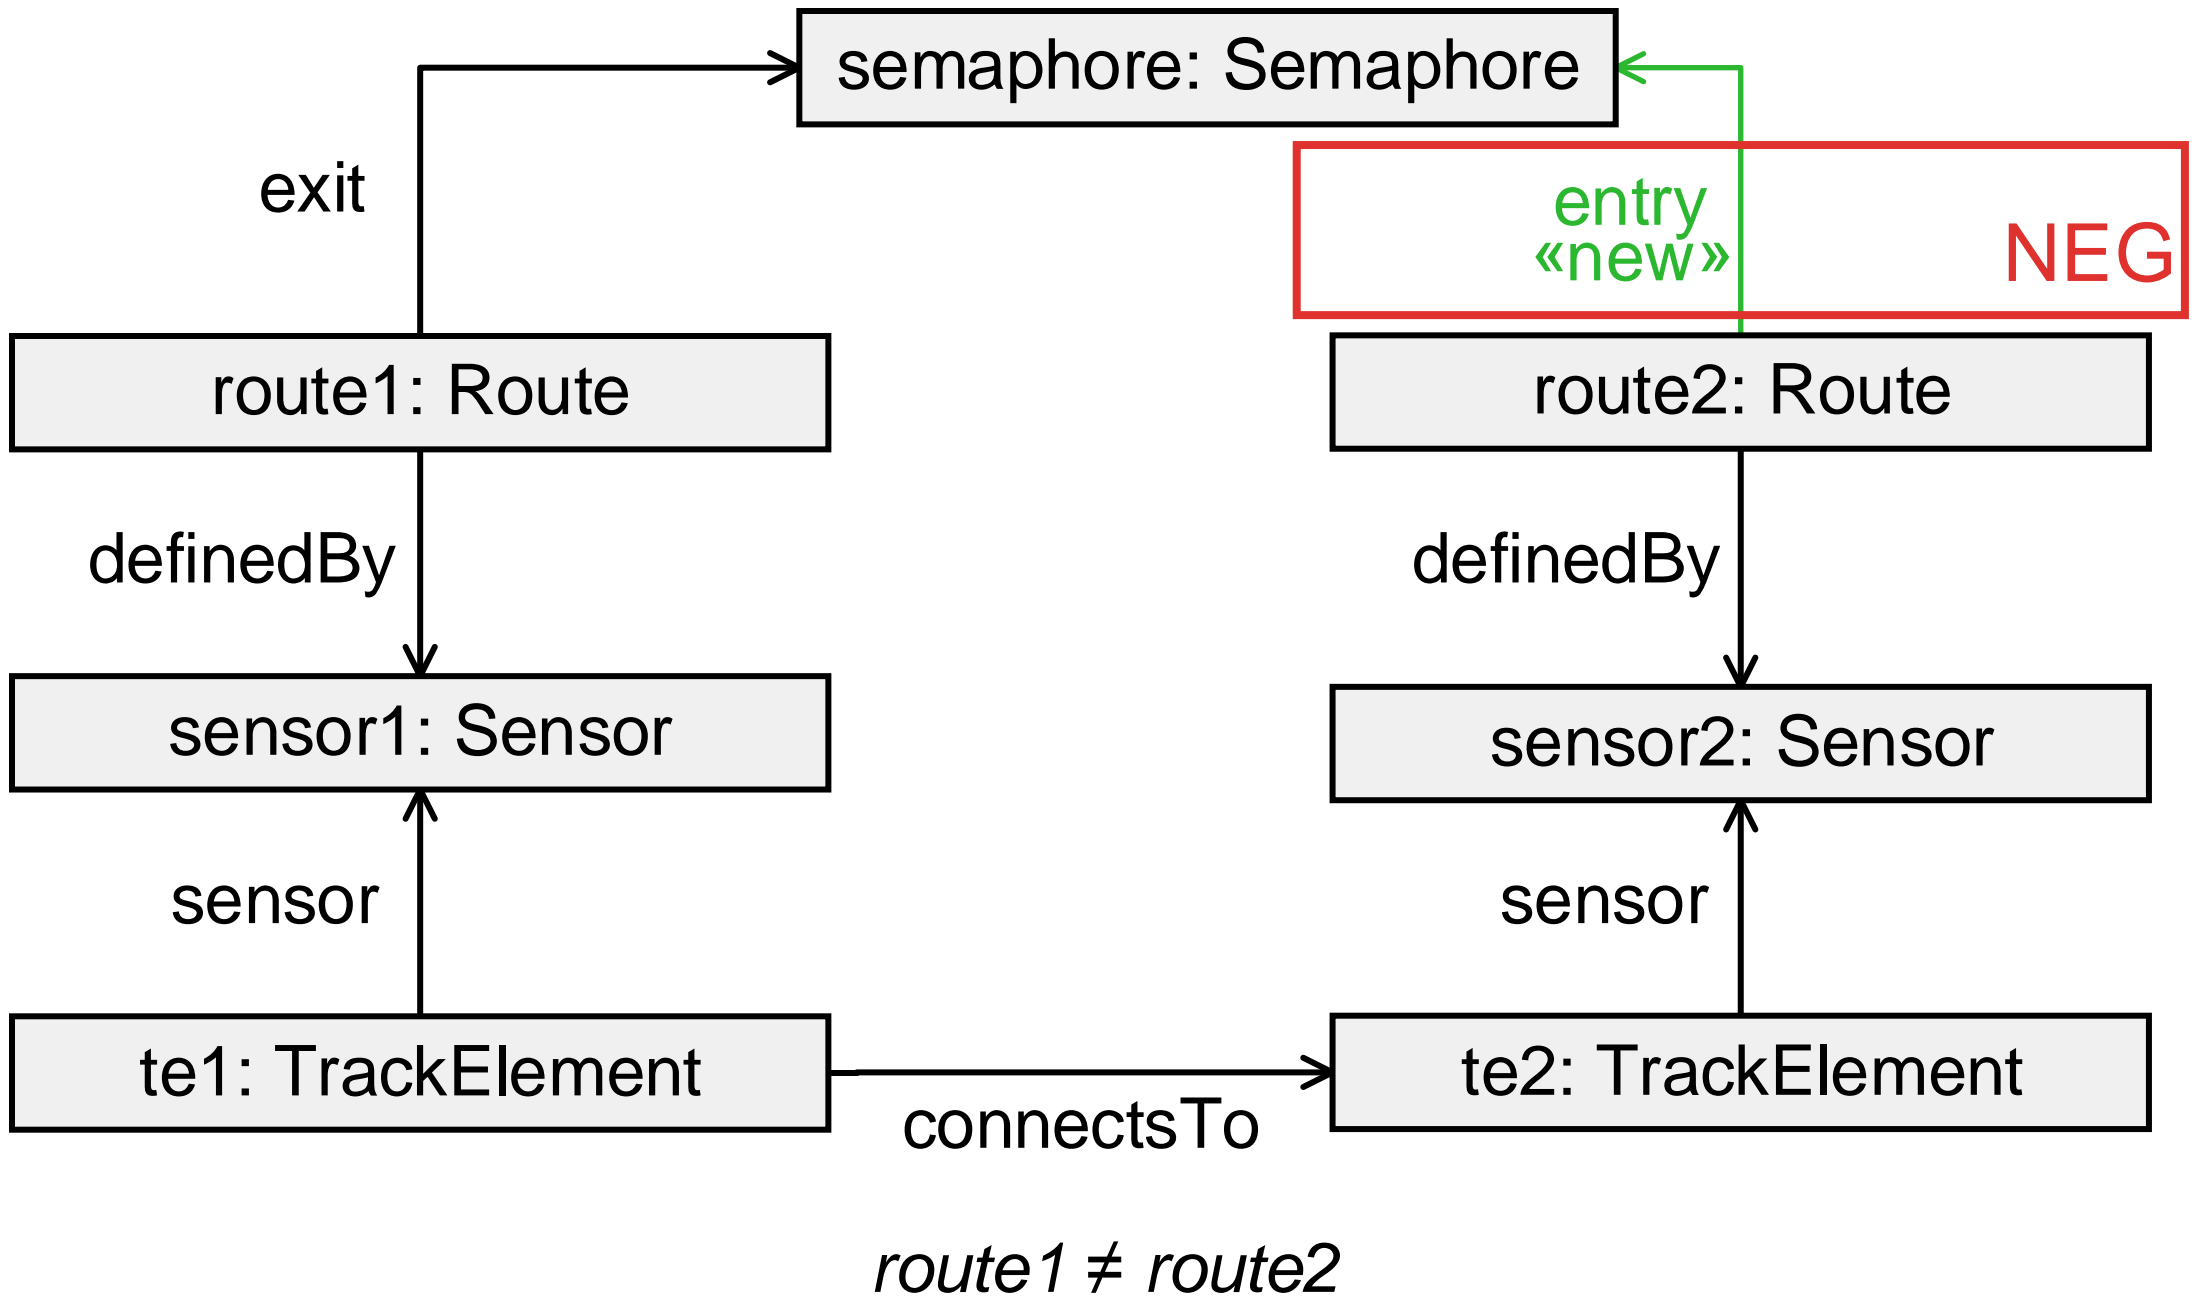 semaphore: Semaphore
exit
entry
«new»
NEG
route1: Route
route2: Route
definedBy
definedBy
sensor1: Sensor
sensor2: Sensor
sensor
sensor
te1: TrackElement
te2: TrackElement
connectsTo
route1 ≠ route2